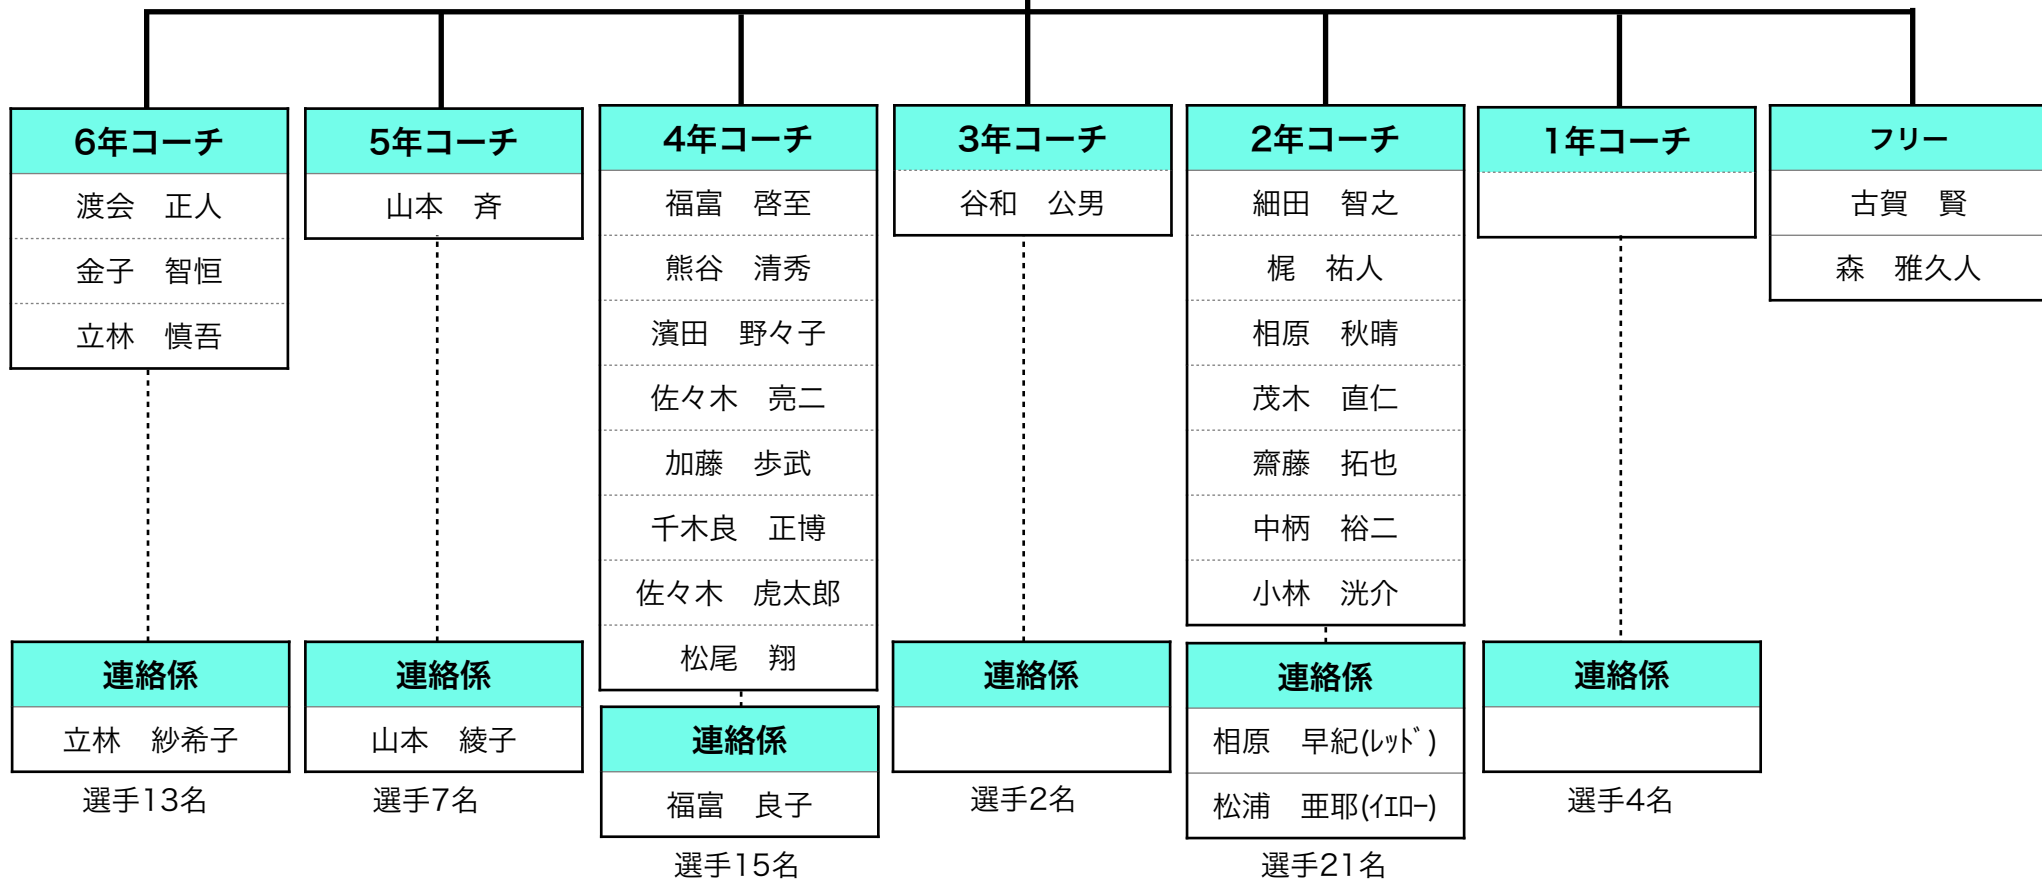 6年コーチ
渡会　正人
金子　智恒
立林　慎吾
連絡係
立林　紗希子
選手13名
5年コーチ
山本　斉
連絡係
山本　綾子
選手7名
4年コーチ
福富　啓至
熊谷　清秀
濱田　野々子
佐々木　亮二
加藤　歩武
千木良　正博
佐々木　虎太郎
松尾　翔
連絡係
福富　良子
選手15名
3年コーチ
谷和　公男
連絡係
選手2名
2年コーチ
細田　智之
梶　祐人
相原　秋晴
茂木　直仁
齋藤　拓也
中柄　裕二
小林　洸介
連絡係
相原　早紀(ﾚｯﾄﾞ)
松浦　亜耶(ｲｴﾛｰ)
選手21名
1年コーチ
連絡係
選手4名
フリー
古賀　賢
森　雅久人